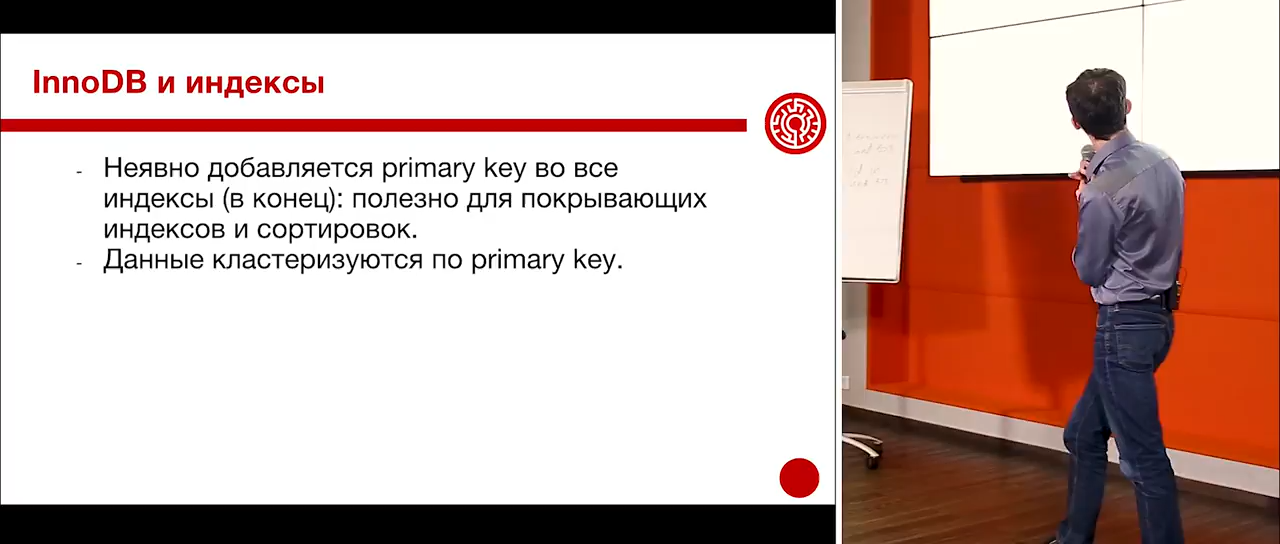 InnoDB и индексы
- Неявно добавляется primary key во все
индексы (в конец): полезно для покрывающих
индексов и сортировок.
- Данные кластеризуются по primary key.